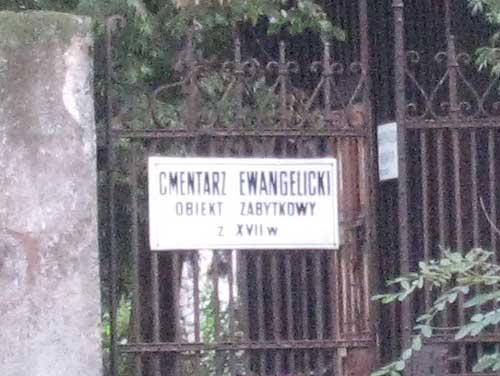 CMENTARZ EWANGELICKI
OBIEKT ZABYTKOWY
z XVII w